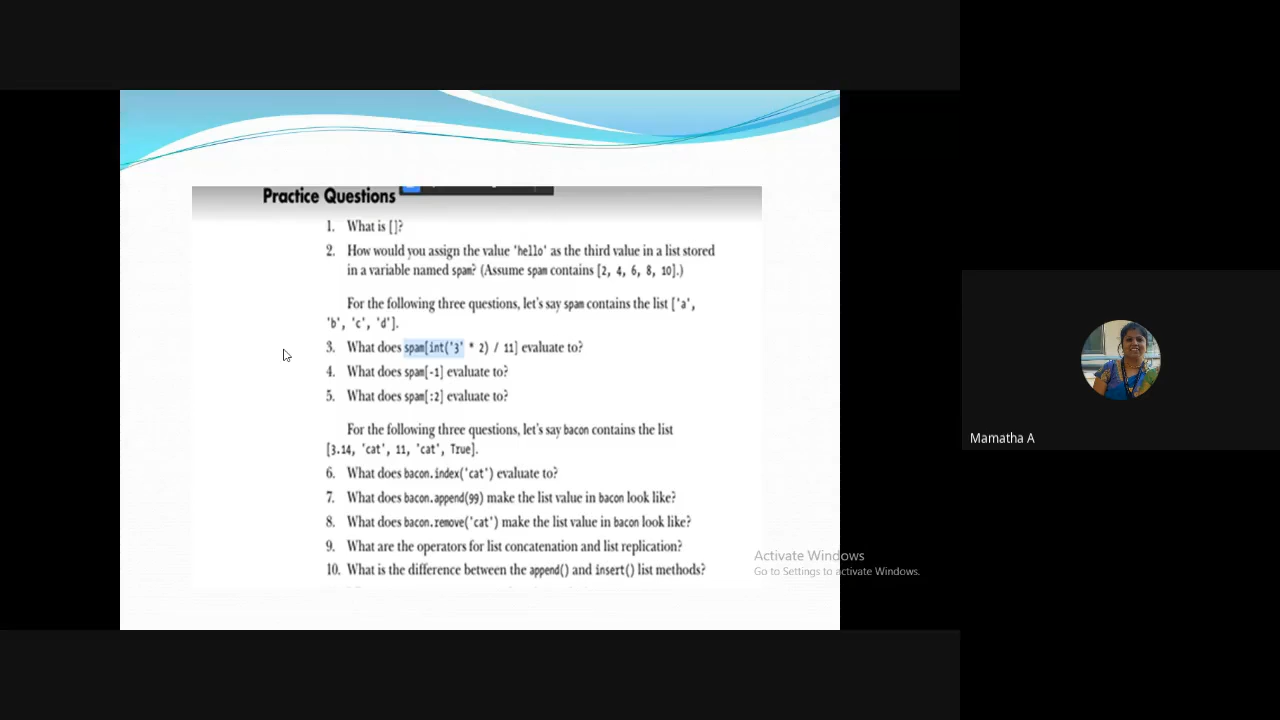 Practice Questions
1. What is []?
2. How would you assign the value 'hello' as the third value in a list stored
in a variable named spam? (Assume spam contains [2, 4, 6, 8, 10].)
For the following three questions, let's say spam contains the list ['a',
'b', 'c', 'd'].
3. What does spam[int('3' * 2) / 11] evaluate to?
4. What does spam[-1] evaluate to?
5. What does spam[:2] evaluate to?
For the following three questions, let's say bacon contains the list
[3.14, 'cat', 11, 'cat', True].
6. What does bacon.index('cat') evaluate to?
7. What does bacon.append(99) make the list value in bacon look like?
8. What does bacon.remove('cat') make the list value in bacon look like?
9. What are the operators for list concatenation and list replication?
10. What is the difference between the append() and insert() list methods?
Activate Windows
Go to Settings to activate Windows.
Mamatha A